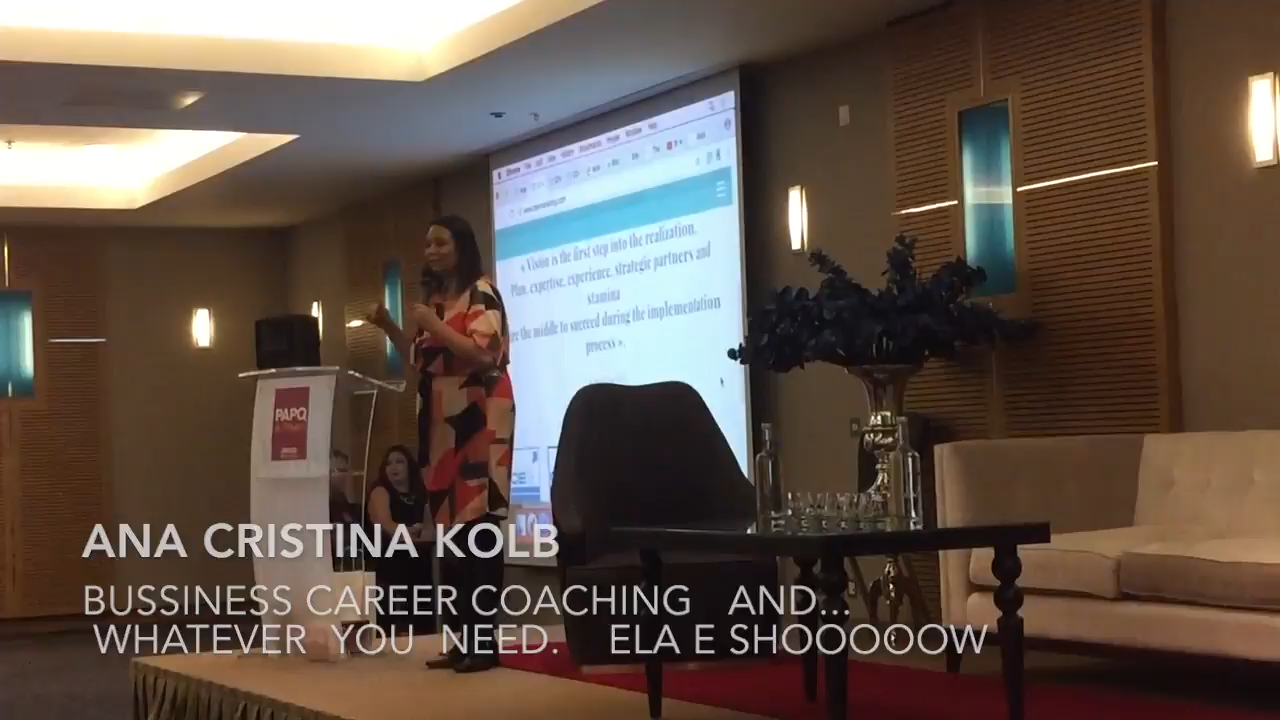 « Vision is the first step into the realization.
Plan, expertise, experience, strategic partners and
stamina
are the middle to succeed during the implementation
process ».
PAPO
ANA CRISTINA KOLB
BUSSINESS CAREER COACHING AND...
WHATEVER YOU NEED. ELA E SHOOOOOW